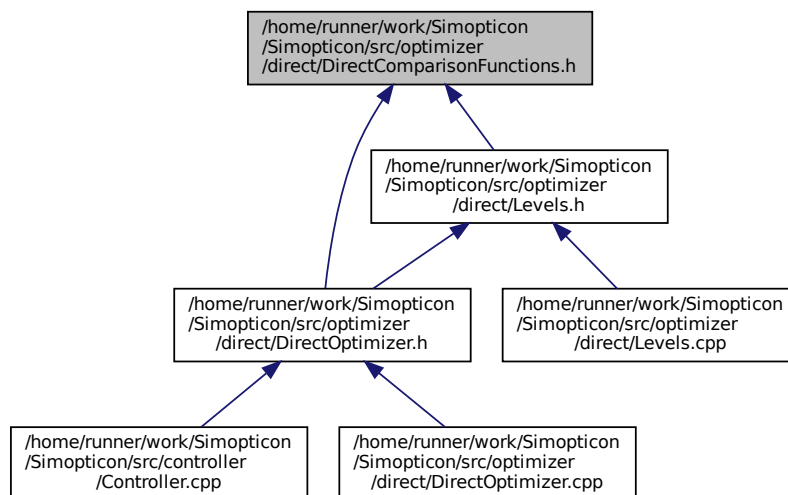 /home/runner/work/Simopticon
/Simopticon/src/optimizer
/direct/DirectComparisonFunctions.h
/home/runner/work/Simopticon
/Simopticon/src/optimizer
/direct/Levels.h
/home/runner/work/Simopticon
/Simopticon/src/optimizer
/direct/DirectOptimizer.h
/home/runner/work/Simopticon
/Simopticon/src/optimizer
/direct/Levels.cpp
/home/runner/work/Simopticon
/Simopticon/src/controller
/Controller.cpp
/home/runner/work/Simopticon
/Simopticon/src/optimizer
/direct/DirectOptimizer.cpp